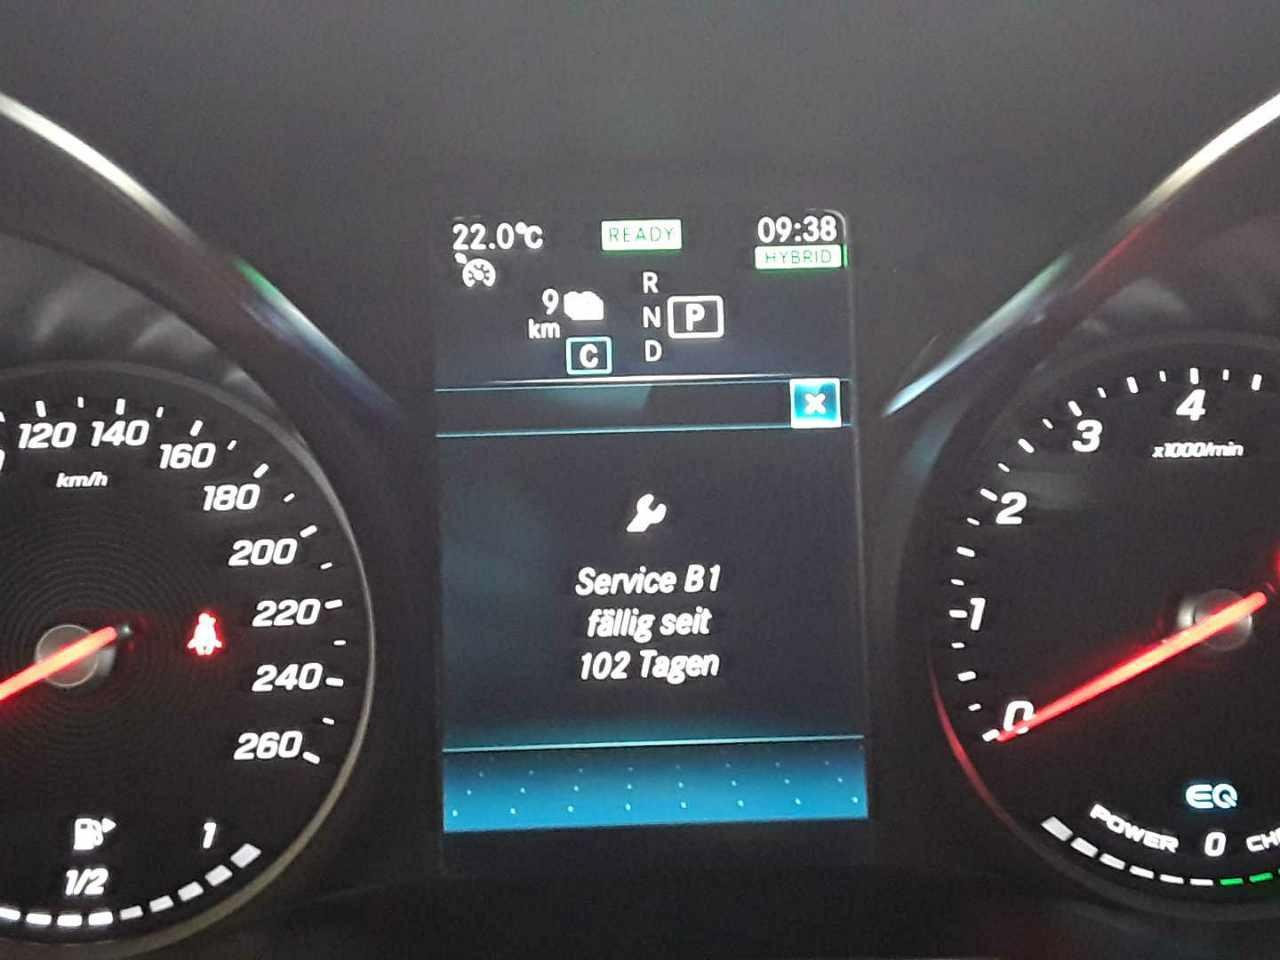 22.0°C
READY
09:38
HYBRID
9
km
R
N
D
P
C
Service B1
fällig seit
102 Tagen
120
140
160
180
200
220
240
260
km/h
1/2
1
0
1
2
3
4
x1000/min
EQ
POWER
0